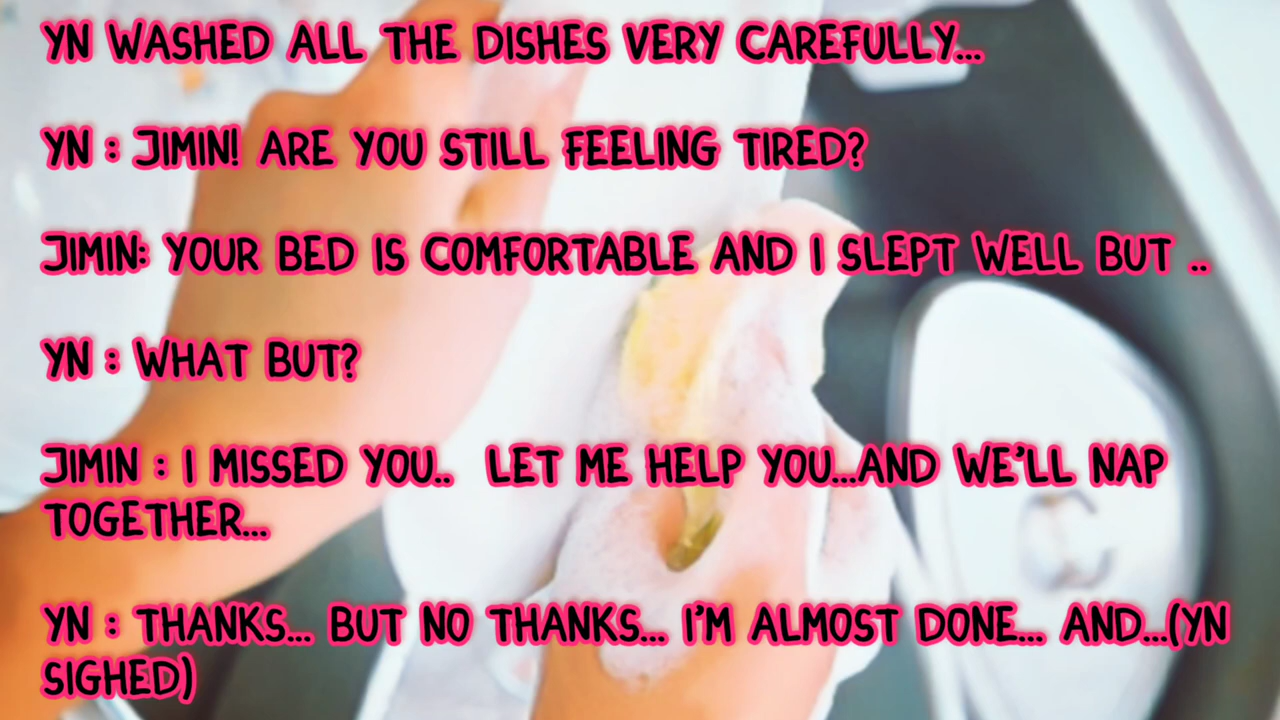 YN WASHED ALL THE DISHES VERY CAREFULLY...
YN : JIMIN! ARE YOU STILL FEELING TIRED?
JIMIN: YOUR BED IS COMFORTABLE AND I SLEPT WELL BUT ..
YN : WHAT BUT?
JIMIN : I MISSED YOU.. LET ME HELP YOU...AND WE'LL NAP
TOGETHER...
YN : THANKS... BUT NO THANKS... I'M ALMOST DONE... AND...(YN
SIGHED)